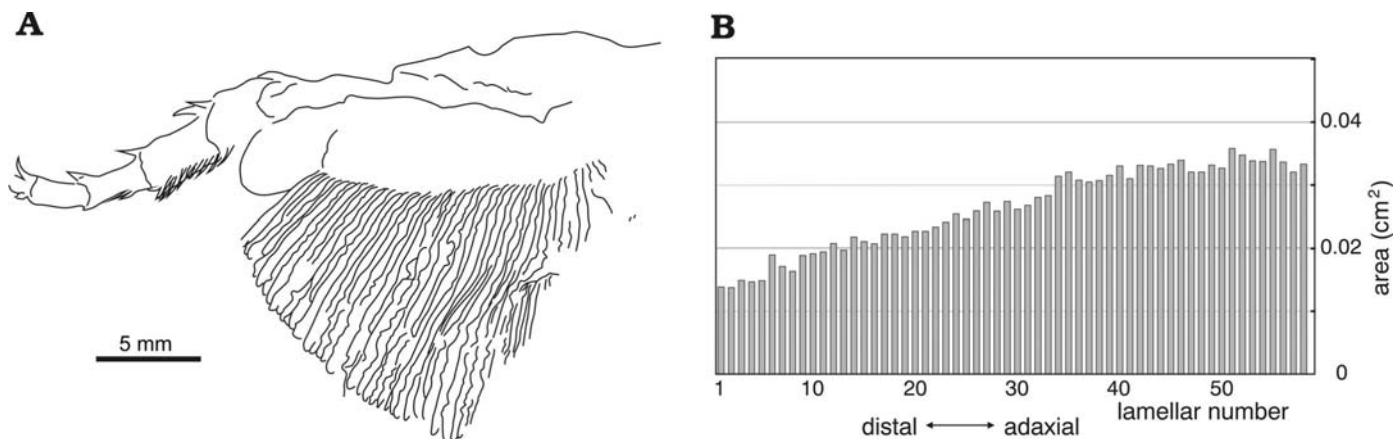 A
5 mm
B
0.04
0.02
0
area (cm²)
1 10 20 30 40 50
lamellar number
distal ⟷ adaxial